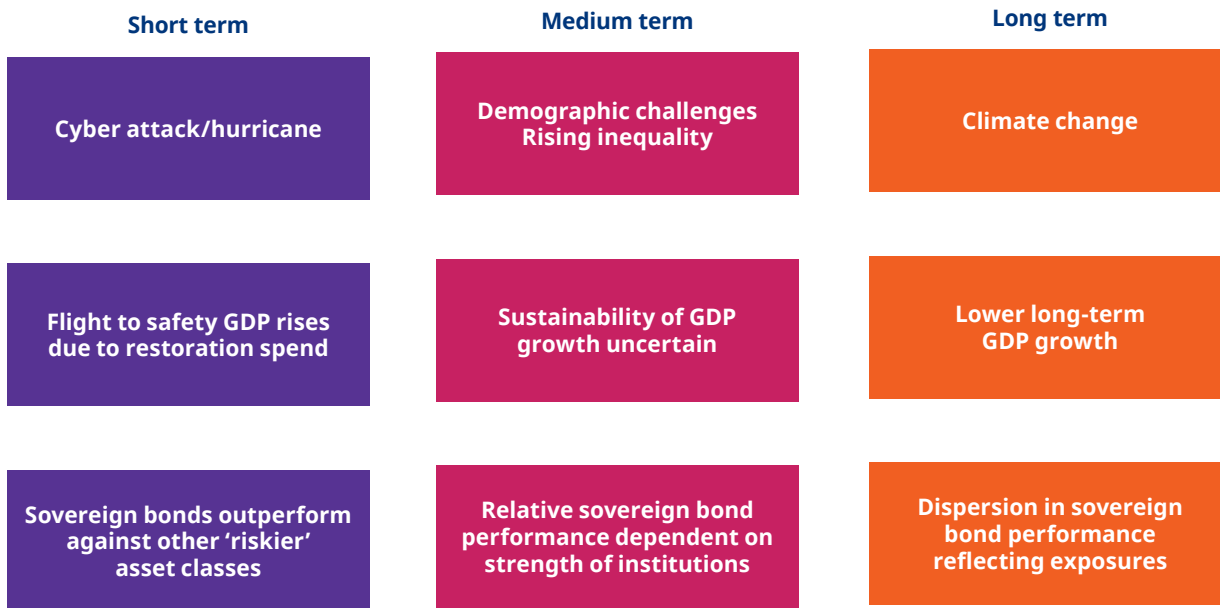 Short term
Medium term
Long term
Cyber attack/hurricane
Demographic challenges
Rising inequality
Climate change
Flight to safety GDP rises
due to restoration spend
Sustainability of GDP
growth uncertain
Lower long-term
GDP growth
Sovereign bonds outperform
against other ‘riskier’
asset classes
Relative sovereign bond
performance dependent on
strength of institutions
Dispersion in sovereign
bond performance
reflecting exposures